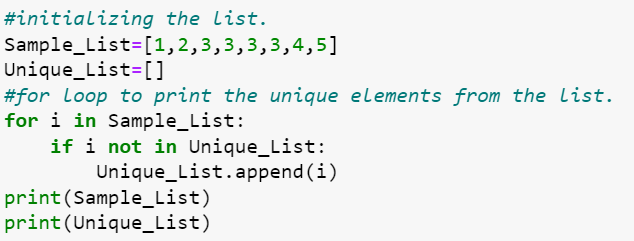 #initializing the list.
Sample_List=[1,2,3,3,3,3,4,5]
Unique_List=[]
#for loop to print the unique elements from the list.
for i in Sample_List:
    if i not in Unique_List:
        Unique_List.append(i)
print(Sample_List)
print(Unique_List)